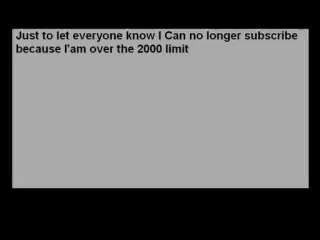 Just to let everyone know I Can no longer subscribe
because I'am over the 2000 limit